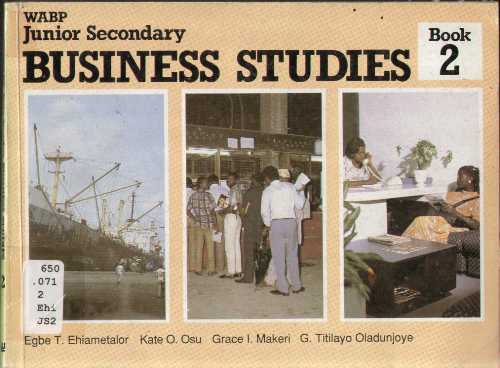 WABP
Junior Secondary
BUSINESS STUDIES
Book
2
650
.071
2
Ehi
JS2
2
Egbe T. Ehiametalor Kate O. Osu Grace I. Makeri G. Titilayo Oladunjoye